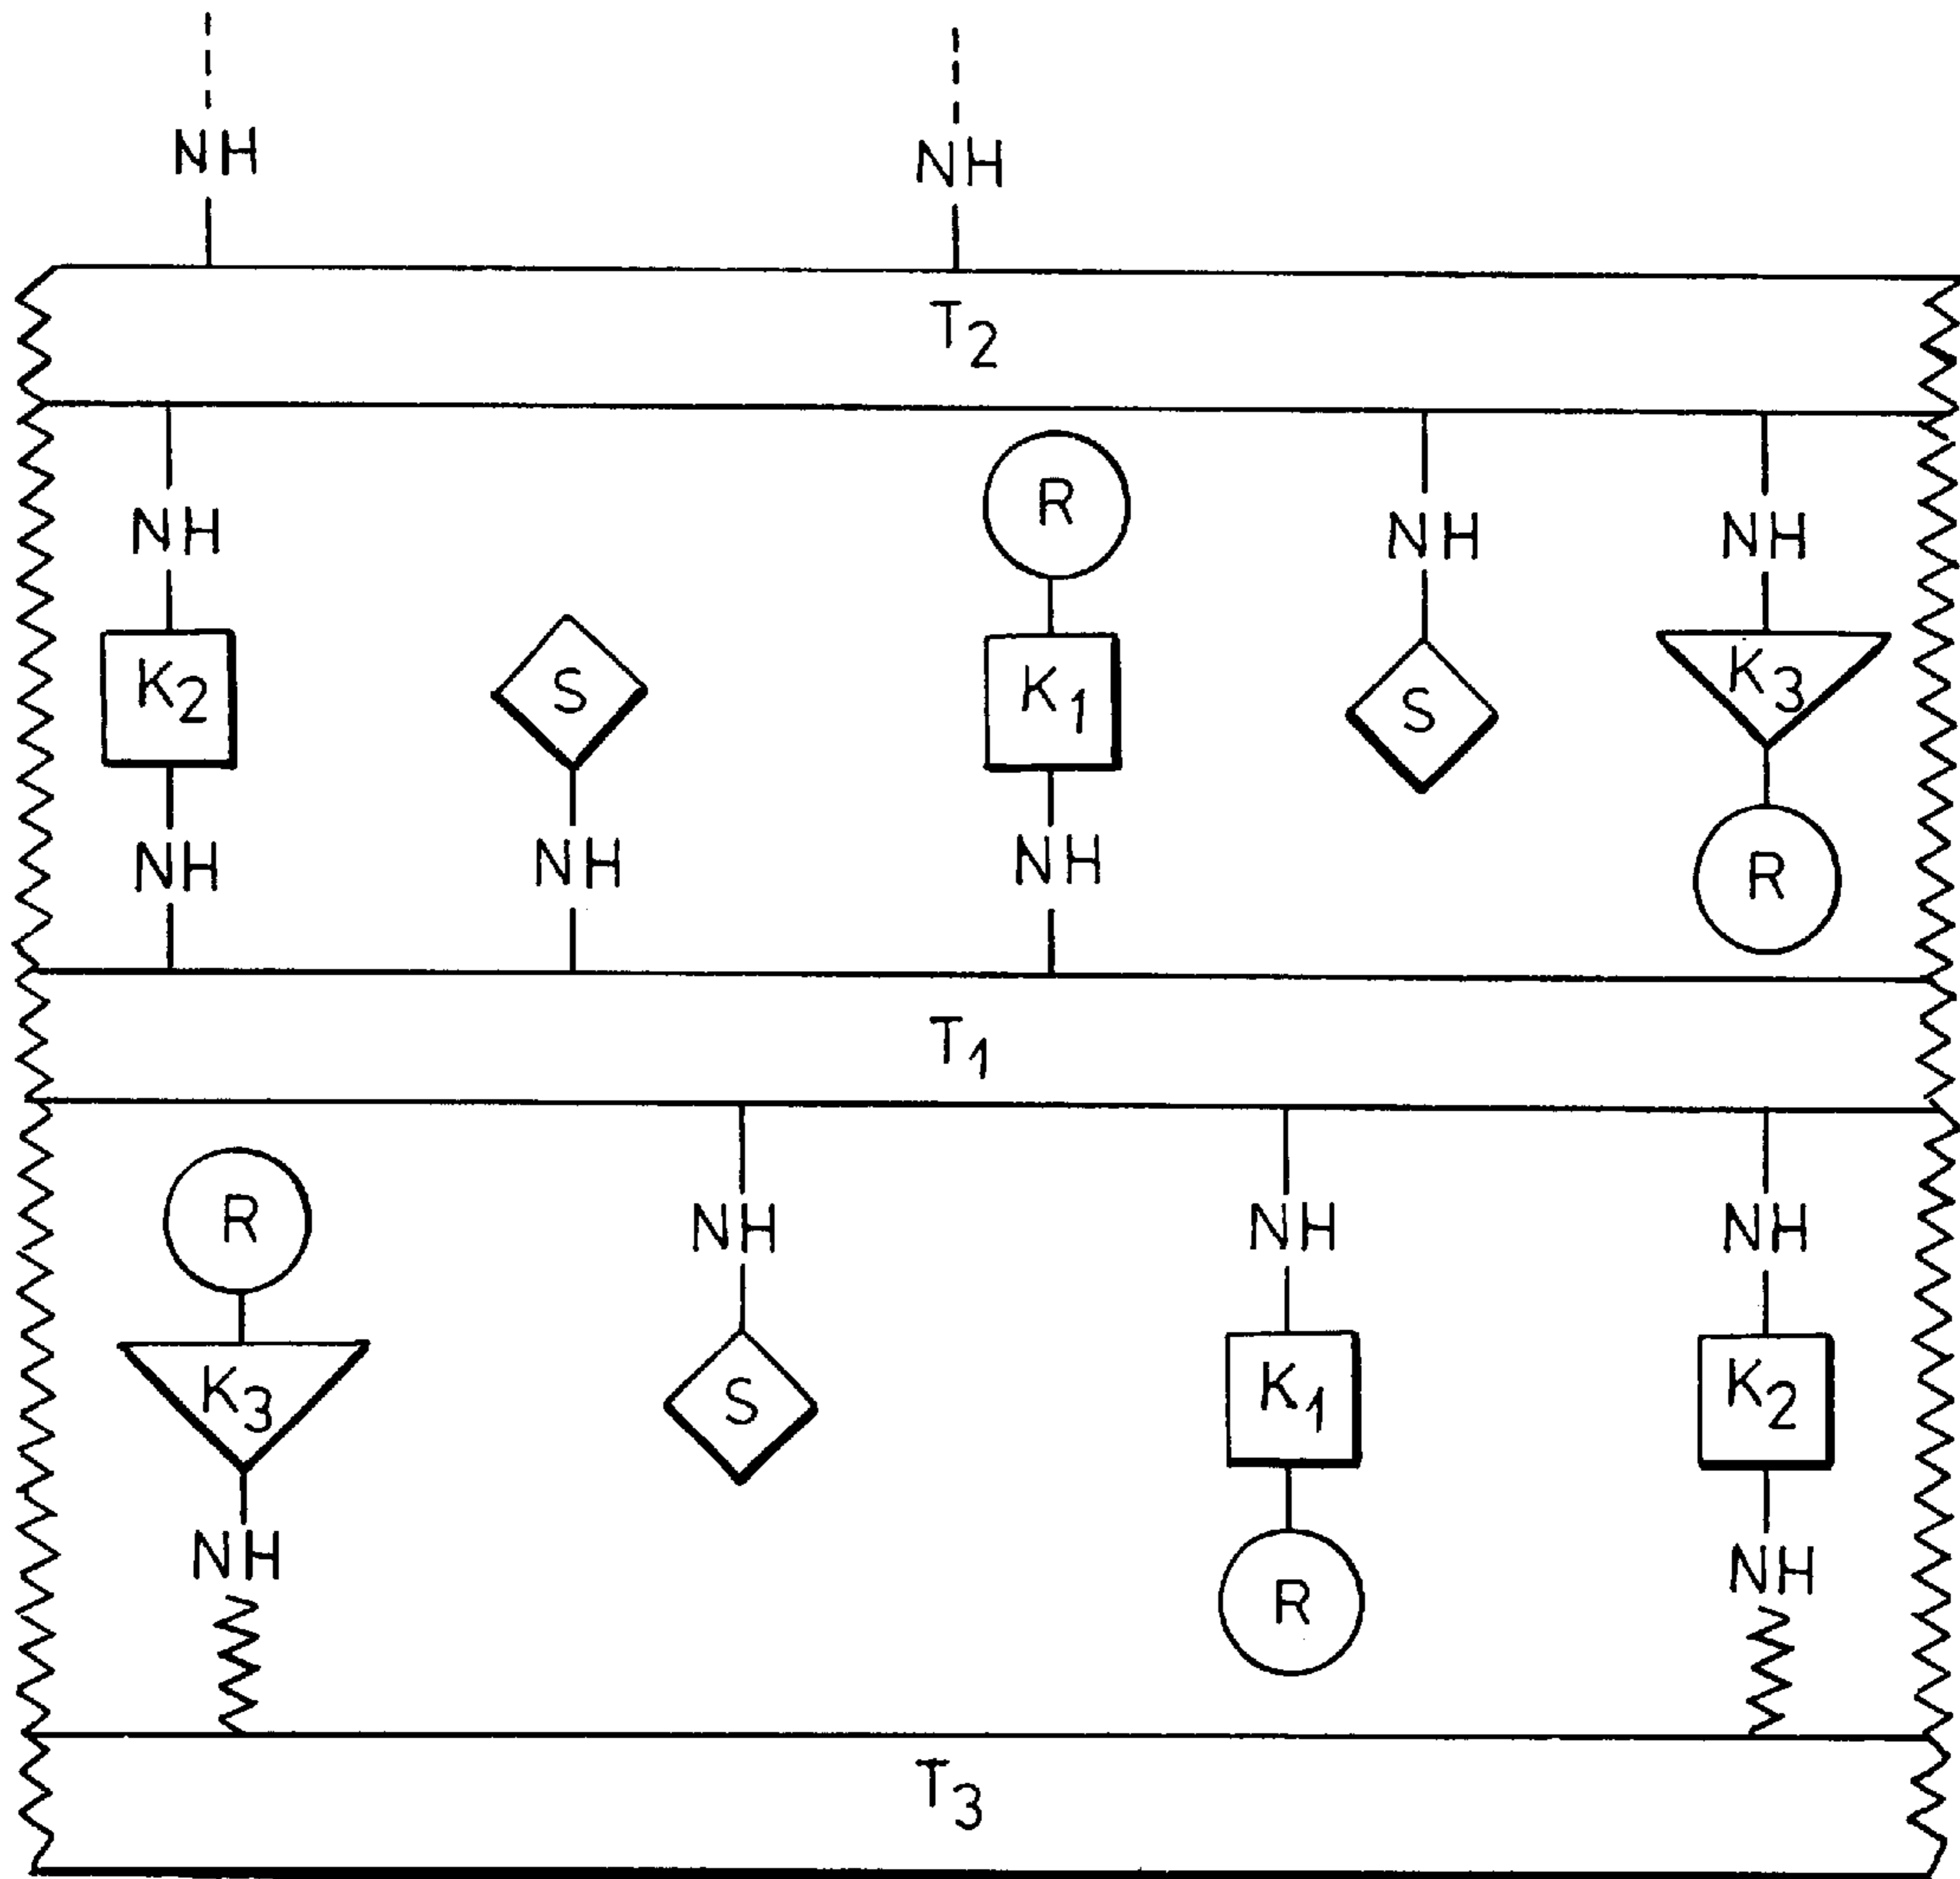 NH NH
T2
R
NH NH NH
K2 S K1 S K3
NH NH NH R
T1
R NH NH NH
K3 S K1 K2
NH R NH
T3